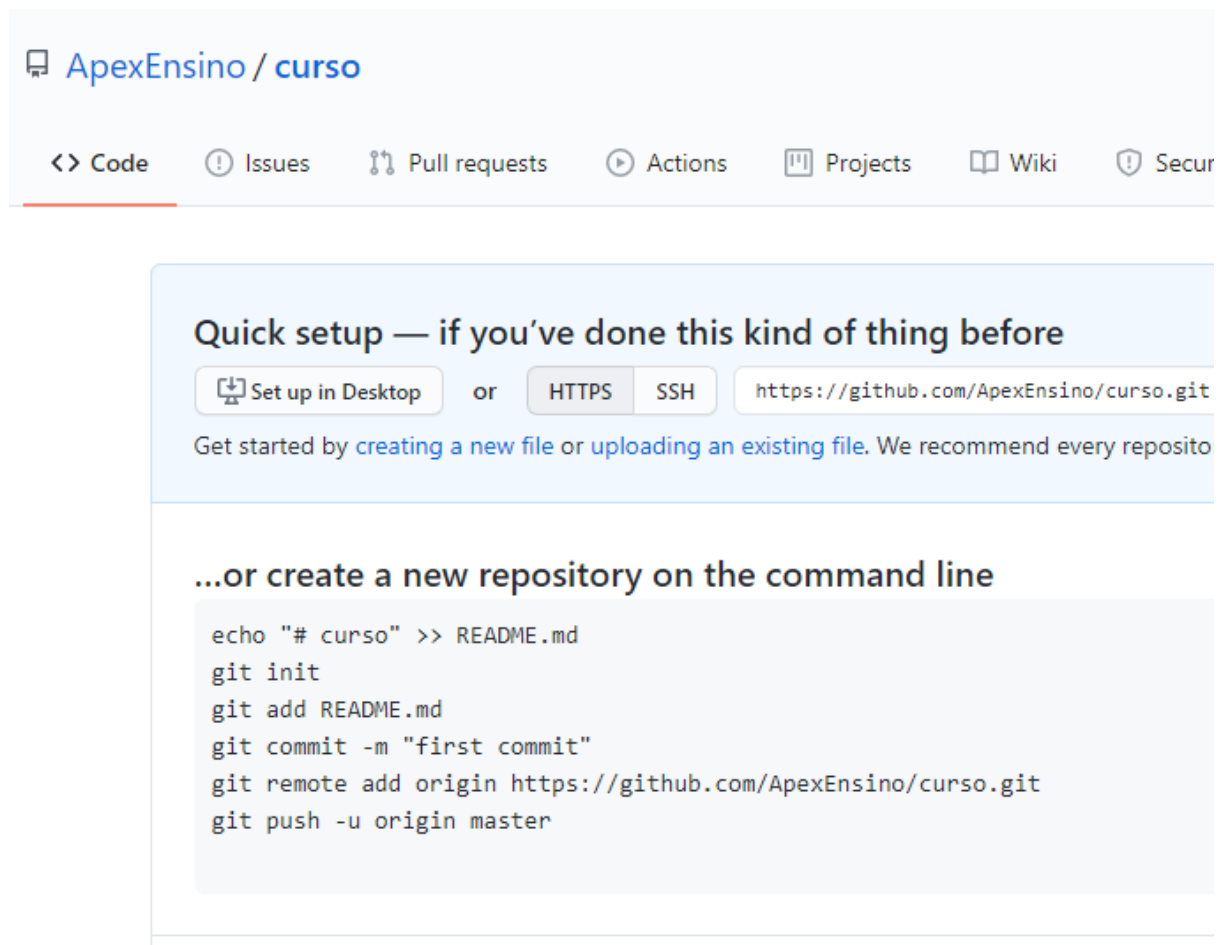 ApexEnsino / curso
<> Code Issues Pull requests Actions Projects Wiki
Quick setup — if you’ve done this kind of thing before
Set up in Desktop or HTTPS SSH https://github.com/ApexEnsino/curso.git
Get started by creating a new file or uploading an existing file. We recommend every
...or create a new repository on the command line
echo "# curso" >> README.md
git init
git add README.md
git commit -m "first commit"
git remote add origin https://github.com/ApexEnsino/curso.git
git push -u origin master